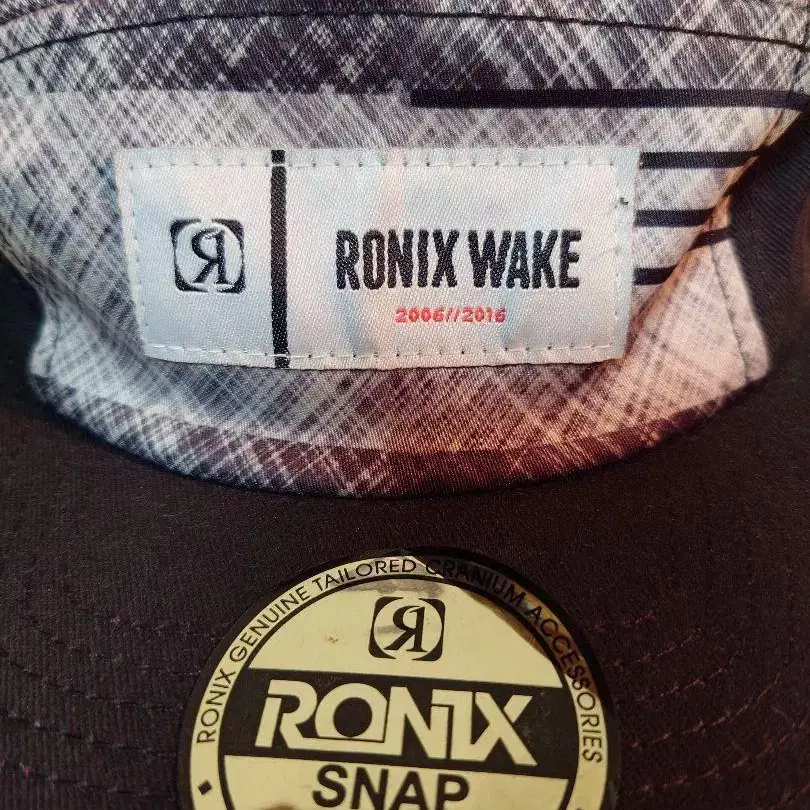 RONIX WAKE
2006//2016
RONIX GENUINE TAILORED CRANIUM ACCESSORIES
RONIX
SNAP